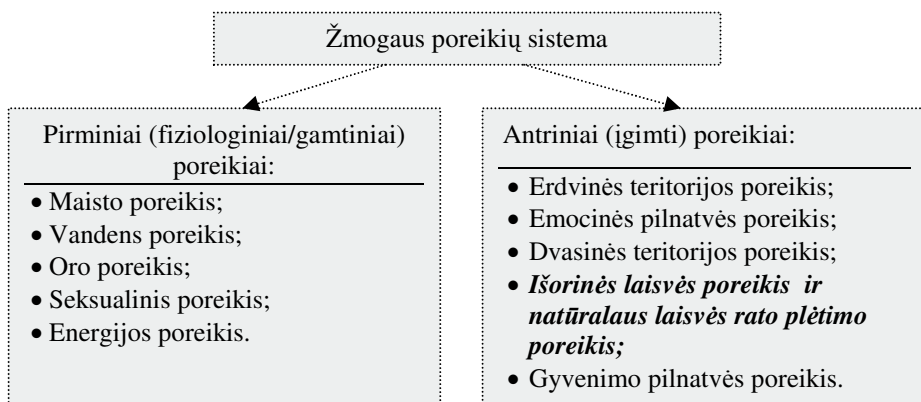 Žmogaus poreikių sistema
Pirminiai (fiziologiniai/gamtiniai)
poreikiai:
• Maisto poreikis;
• Vandens poreikis;
• Oro poreikis;
• Seksualinis poreikis;
• Energijos poreikis.
Antriniai (įgimti) poreikiai:
• Erdvinės teritorijos poreikis;
• Emocinės pilnatvės poreikis;
• Dvasinės teritorijos poreikis;
• Išorinės laisvės poreikis ir
natūralaus laisvės rato plėtimo
poreikis;
• Gyvenimo pilnatvės poreikis.